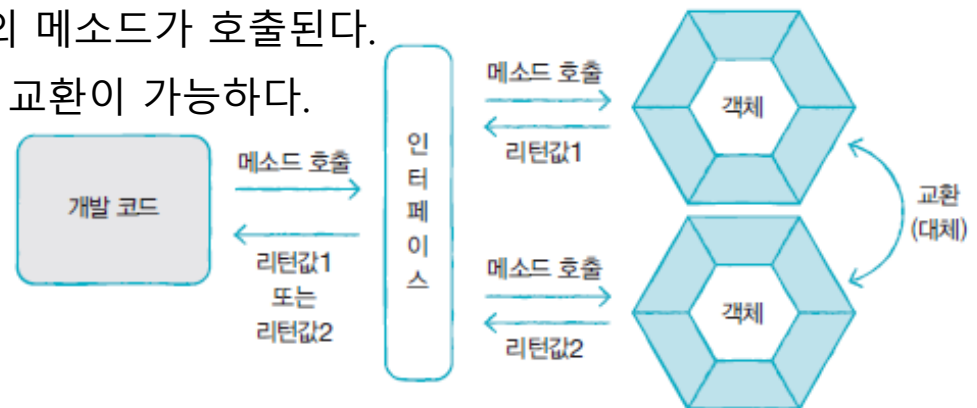 의 메소드가 호출된다.
교환이 가능하다.
개발 코드
메소드 호출
리턴값1
또는
리턴값2
인
터
페
이
스
메소드 호출
리턴값1
객체
메소드 호출
리턴값2
객체
교환
(대체)